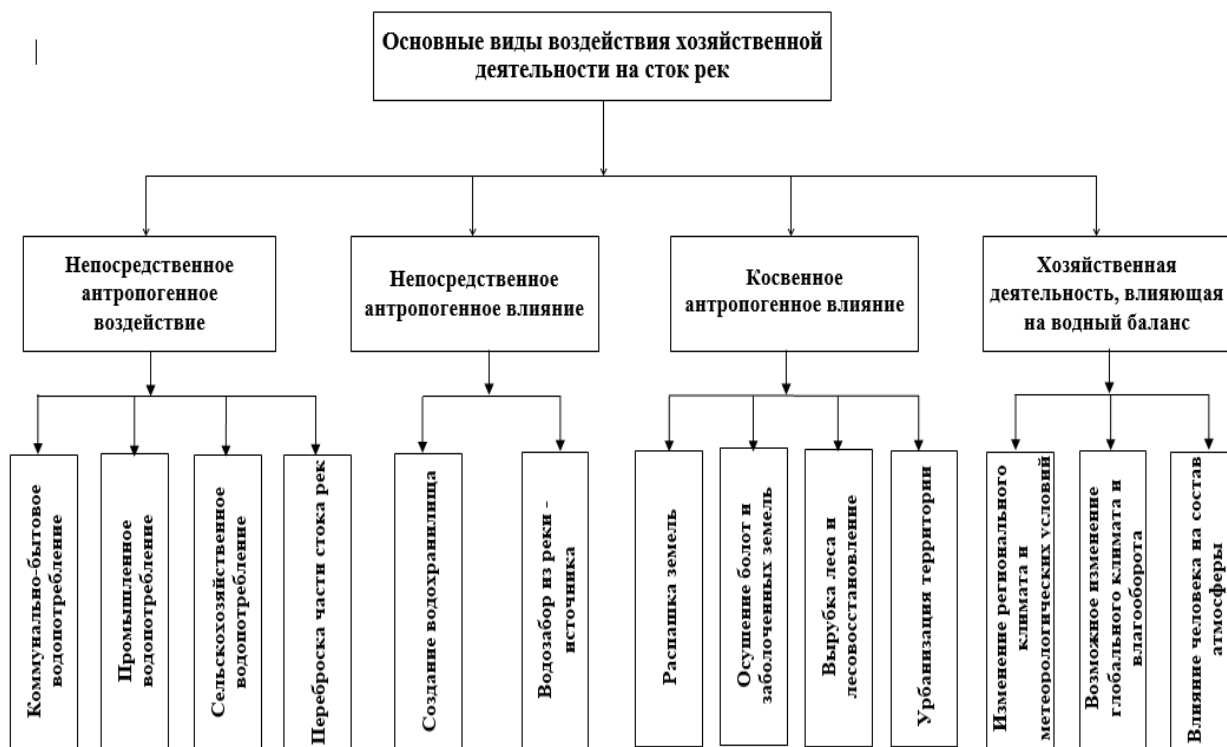 Основные виды воздействия хозяйственной
деятельности на сток рек
Непосредственное
антропогенное
воздействие
Непосредственное
антропогенное влияние
Косвенное
антропогенное влияние
Хозяйственная
деятельность, влияющая
на водный баланс
Коммунально-бытовое
водопотребление
Промышленное
водопотребление
Сельскохозяйственное
водопотребление
Переброска части стока рек
Создание водохранилища
Водозабор из реки -
источника
Распашка земель
Осушение болот и
заболоченных земель
Вырубка леса и
лесовосстановление
Урбанизация территории
Изменение регионального
климата и
метеорологических условий
Возможное изменение
глобального климата и
влагооборота
Влияние человека на состав
атмосферы